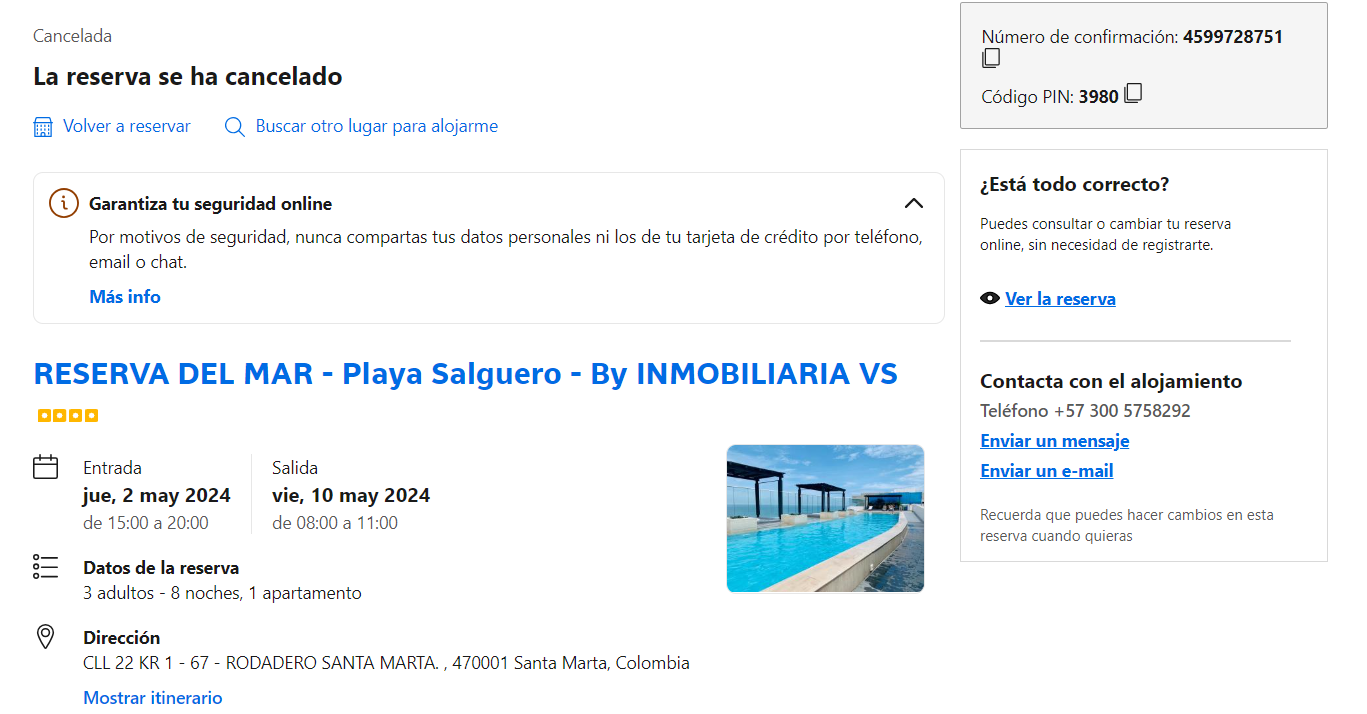 Cancelada
La reserva se ha cancelado
Volver a reservar
Buscar otro lugar para alojarme
Garantiza tu seguridad online
Por motivos de seguridad, nunca compartas tus datos personales ni los de tu tarjeta de crédito por teléfono,
email o chat.
Más info
RESERVA DEL MAR - Playa Salguero - By INMOBILIARIA VS
Entrada
jue, 2 may 2024
de 15:00 a 20:00
Salida
vie, 10 may 2024
de 08:00 a 11:00
Datos de la reserva
3 adultos - 8 noches, 1 apartamento
Dirección
CLL 22 KR 1 - 67 - RODADERO SANTA MARTA. , 470001 Santa Marta, Colombia
Mostrar itinerario
Número de confirmación: 4599728751
Código PIN: 3980
¿Está todo correcto?
Puedes consultar o cambiar tu reserva
online, sin necesidad de registrarte.
Ver la reserva
Contacta con el alojamiento
Teléfono +57 300 5758292
Enviar un mensaje
Enviar un e-mail
Recuerda que puedes hacer cambios en esta
reserva cuando quieras